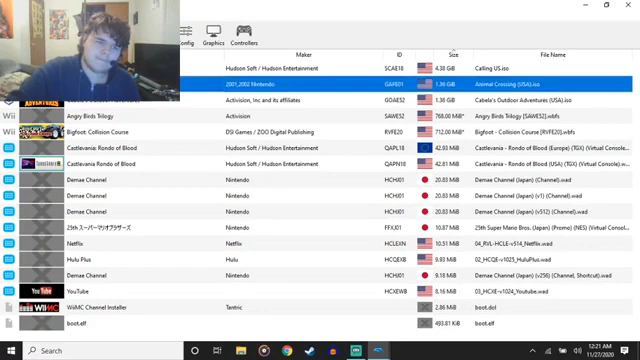 onfig Graphics Controllers
Maker ID Size File Name
Hudson Soft / Hudson Entertainment SCAE18 4.38 GiB Calling US.iso
2001,2002 Nintendo GAFE01 1.36 GiB Animal Crossing (USA).iso
ADVENTURES Activision, Inc and its affiliates GOAE52 1.36 GiB Cabela's Outdoor Adventures (USA).iso
Wii Angry Birds Trilogy Activision SAWE52 768.00 MiB* Angry Birds Trilogy [SAWE52].wbfs
Wii Bigfoot: Collision Course DSI Games / ZOO Digital Publishing RVFE20 712.00 MiB* Bigfoot - Collision Course [RVFE20].wbfs
Castlevania: Rondo of Blood Hudson Soft / Hudson Entertainment QAPL18 42.93 MiB Castlevania - Rondo of Blood (Europe) (TGX) (Virtual Console)....
Castlevania Rondo of Blood Hudson Soft / Hudson Entertainment QAPN18 42.81 MiB Castlevania - Rondo of Blood (USA) (TGX) (Virtual Console).wad
Demae Channel Nintendo HCHJ01 20.83 MiB Demae Channel (Japan) (Channel).wad
Demae Channel Nintendo HCHJ01 20.83 MiB Demae Channel (Japan) (v1) (Channel).wad
Demae Channel Nintendo HCHJ01 20.83 MiB Demae Channel (Japan) (v512) (Channel).wad
25th スーパーマリオブラザーズ Nintendo FFXJ01 10.87 MiB 25th Super Mario Bros. (Japan) (Promo) (NES) (Virtual Consol...
Netflix Netflix HCLEXN 10.51 MiB 04_RVL-HCLE-v514_Netflix.wad
Hulu Plus Hulu HCQEXB 9.93 MiB 02_HCQE-v1025_HuluPlus.wad
Demae Channel Nintendo HCHJ01 9.18 MiB Demae Channel (Japan) (v256) (Channel, Shortcut).wad
YouTube YouTube HCXEWB 8.16 MiB 03_HCXE-v1024_Youtube.wad
WIIMC WiiMC Channel Installer Tantric 2.86 MiB boot.dol
boot.elf 493.81 KiB boot.elf
Search 12:21 AM
11/27/2020